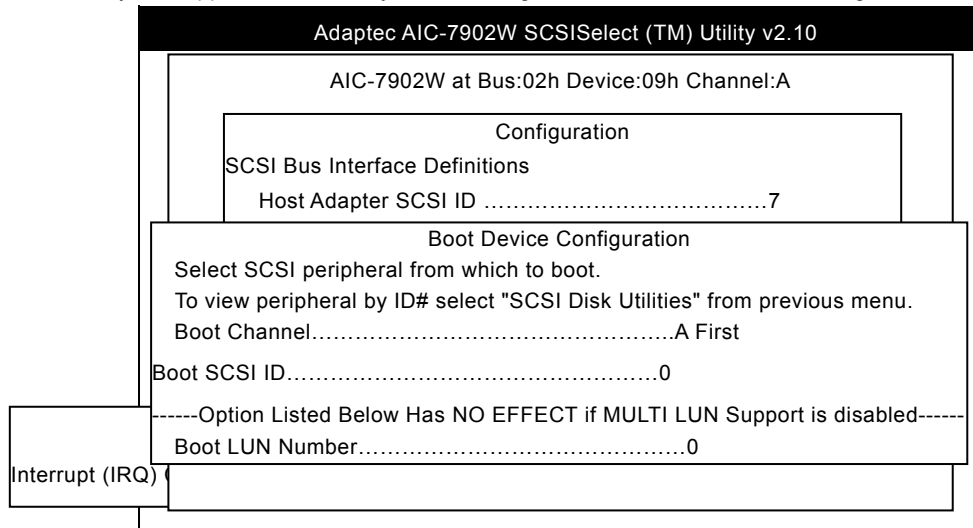 Adaptec AIC-7902W SCSISelect (TM) Utility v2.10
AIC-7902W at Bus:02h Device:09h Channel:A
Configuration
SCSI Bus Interface Definitions
Host Adapter SCSI ID …………………………………7
Boot Device Configuration
Select SCSI peripheral from which to boot.
To view peripheral by ID# select "SCSI Disk Utilities" from previous menu.
Boot Channel…………………………………………..A First
Boot SCSI ID……………………………………………0
------Option Listed Below Has NO EFFECT if MULTI LUN Support is disabled------
Boot LUN Number………………………………………0
Interrupt (IRQ)